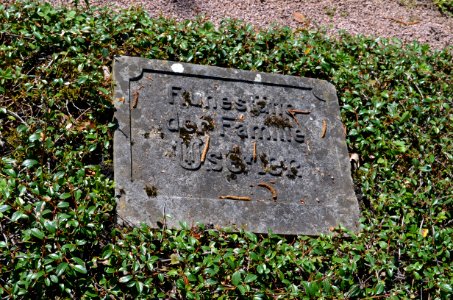 Ruhestätte
der Familie